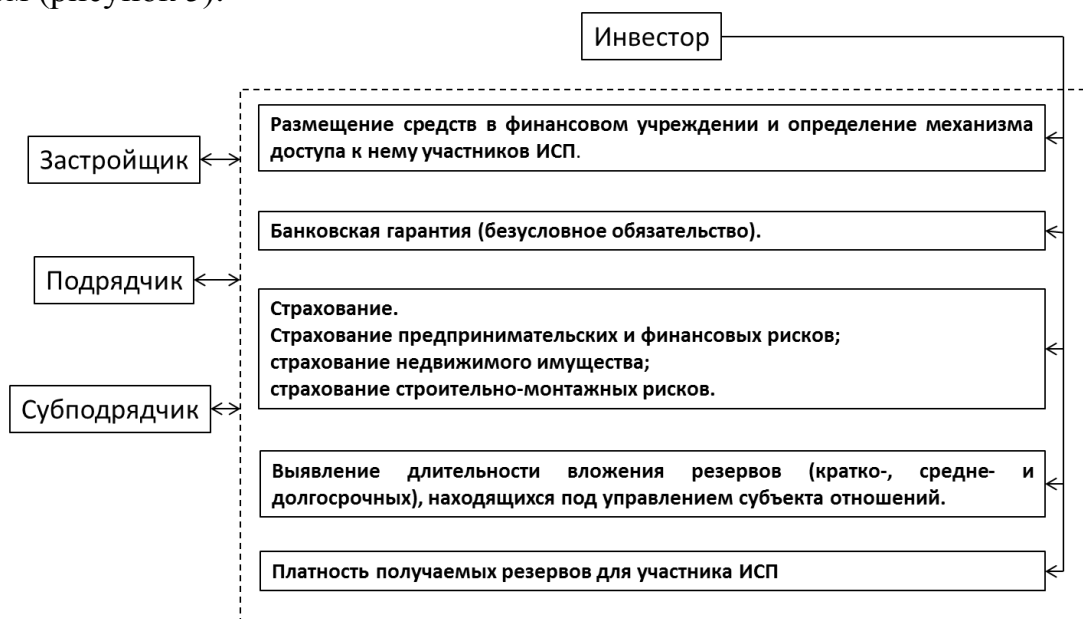 (рисунок 3).
Инвестор
Размещение средств в финансовом учреждении и определение механизма
доступа к нему участников ИСП.
Застройщик
Банковская гарантия (безусловное обязательство).
Подрядчик
Страхование.
Страхование предпринимательских и финансовых рисков;
страхование недвижимого имущества;
страхование строительно-монтажных рисков.
Субподрядчик
Выявление длительности вложения резервов (кратко-, средне- и
долгосрочных), находящихся под управлением субъекта отношений.
Платность получаемых резервов для участника ИСП